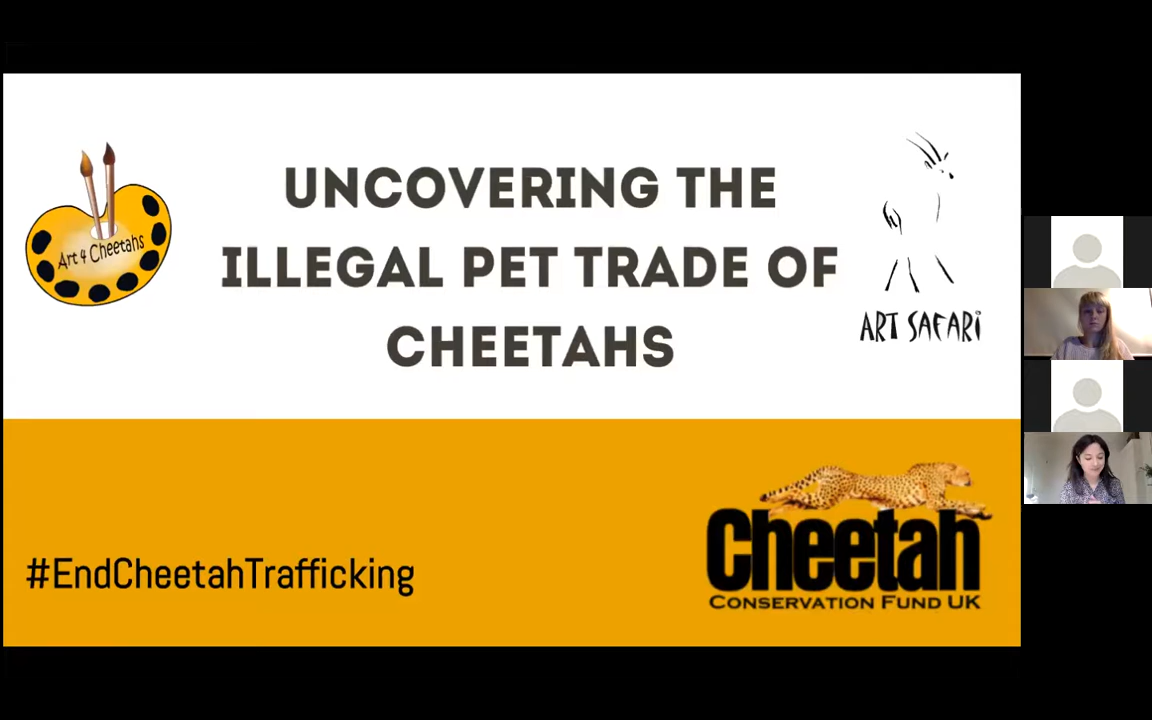 UNCOVERING THE
ILLEGAL PET TRADE OF
CHEETAHS
Art 4 Cheetahs
ART SAFARI
#EndCheetahTrafficking
Cheetah
CONSERVATION FUND UK